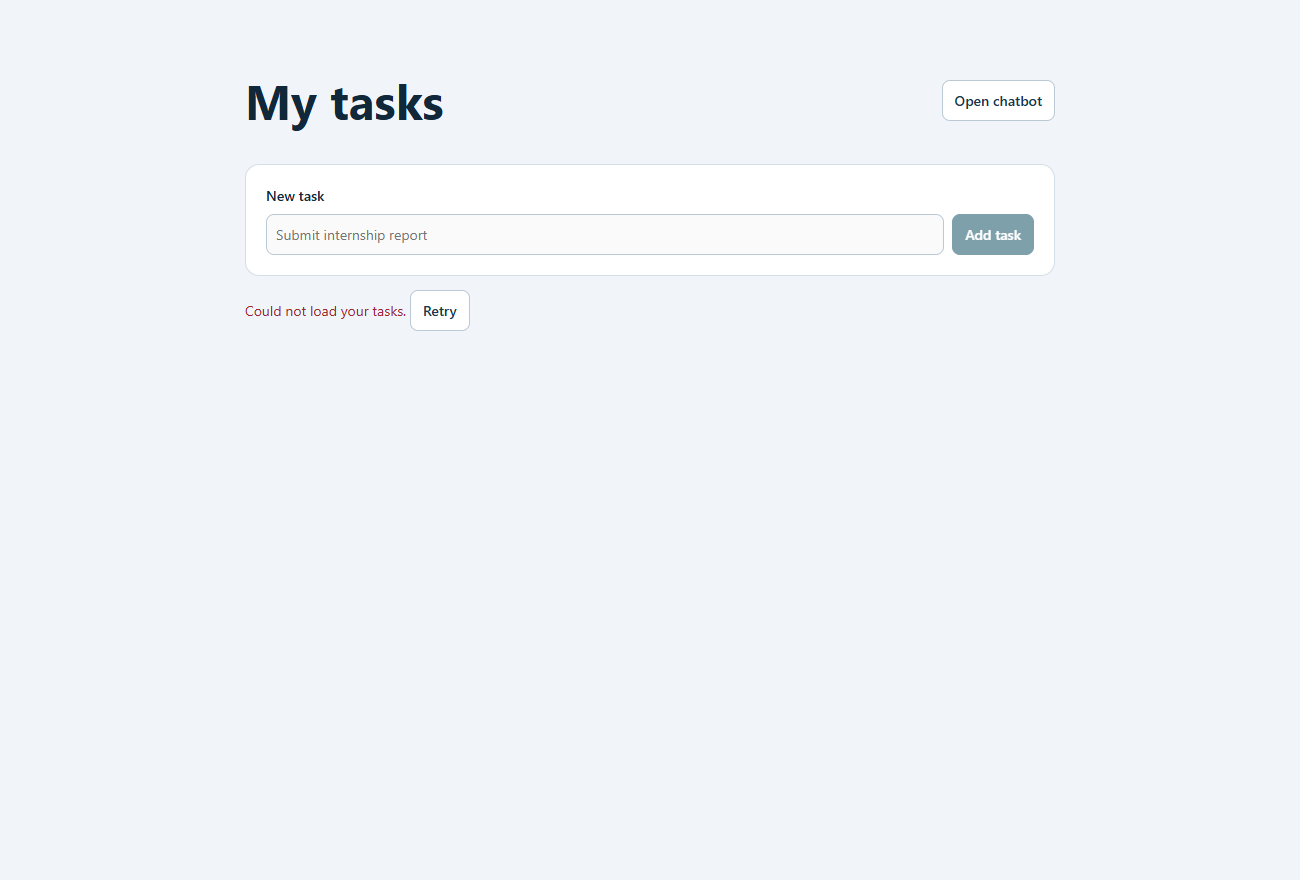 My tasks
Open chatbot
New task
Submit internship report
Add task
Could not load your tasks. Retry